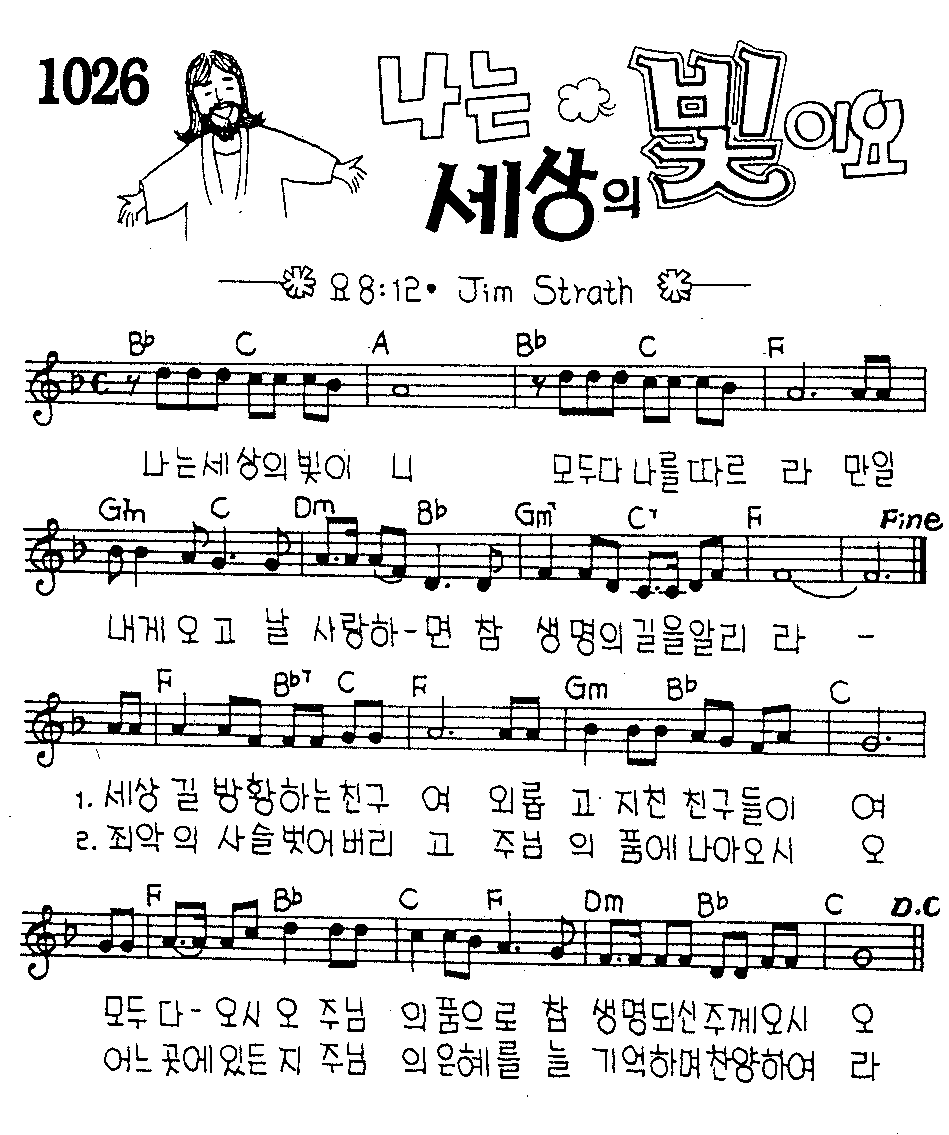 1026
나는
세상의 빛이요
요 8:12 • Jim Strath
B♭ C A B♭ C F
나는세상의빛이 니 모두다나를따르 라 만일
Gm C Dm B♭ Gm7 C7 F Fine
내게오고 날 사랑하-면 참 생명의길을알리 라 -
F B♭7 C F Gm B♭ C
1. 세상 길 방황하는친구 여 외롭 고 지친 친구들이 여
2. 죄악의 사슬벗어버리 고 주님 의 품에나아오시 오
F B♭ C F Dm B♭ C D.C
모두다-오시오 주님 의품으로 참 생명되신주께오시 오
어느곳에있든지 주님 의은혜를 늘 기억하며찬양하여 라